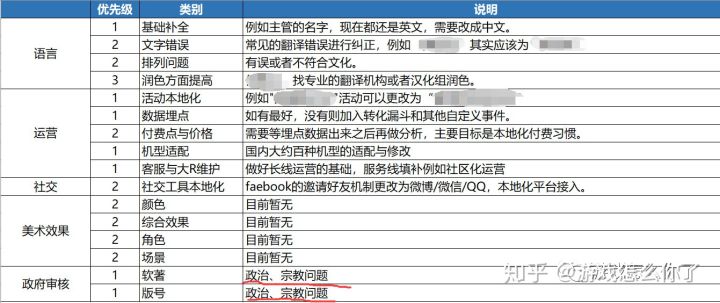 优先级 类别 说明
语言 1 基础补全 例如主管的名字，现在都还是英文，需要改成中文。
2 文字错误 常见的翻译错误进行纠正，例如 其实应该为
2 排列问题 有误或者不符合文化。
3 润色方面提高 找专业的翻译机构或者汉化组润色。
运营 1 活动本地化 例如" "活动可以更改为“
1 数据埋点 如有最好，没有则加入转化漏斗和其他自定义事件。
2 付费点与价格 需要等埋点数据出来之后再做分析，主要目标是本地化付费习惯。
1 机型适配 国内大约百种机型的适配与修改
1 客服与大R维护 做好长线运营的基础，服务线填补例如社区化运营
社交 2 社交工具本地化 faebook的邀请好友机制更改为微博/微信/QQ，本地化平台接入。
美术效果 2 颜色 目前暂无
2 综合效果 目前暂无
2 角色 目前暂无
2 场景 目前暂无
政府审核 1 软著 政治、宗教问题
1 版号 政治、宗教问题
知乎 @游戏怎么你了